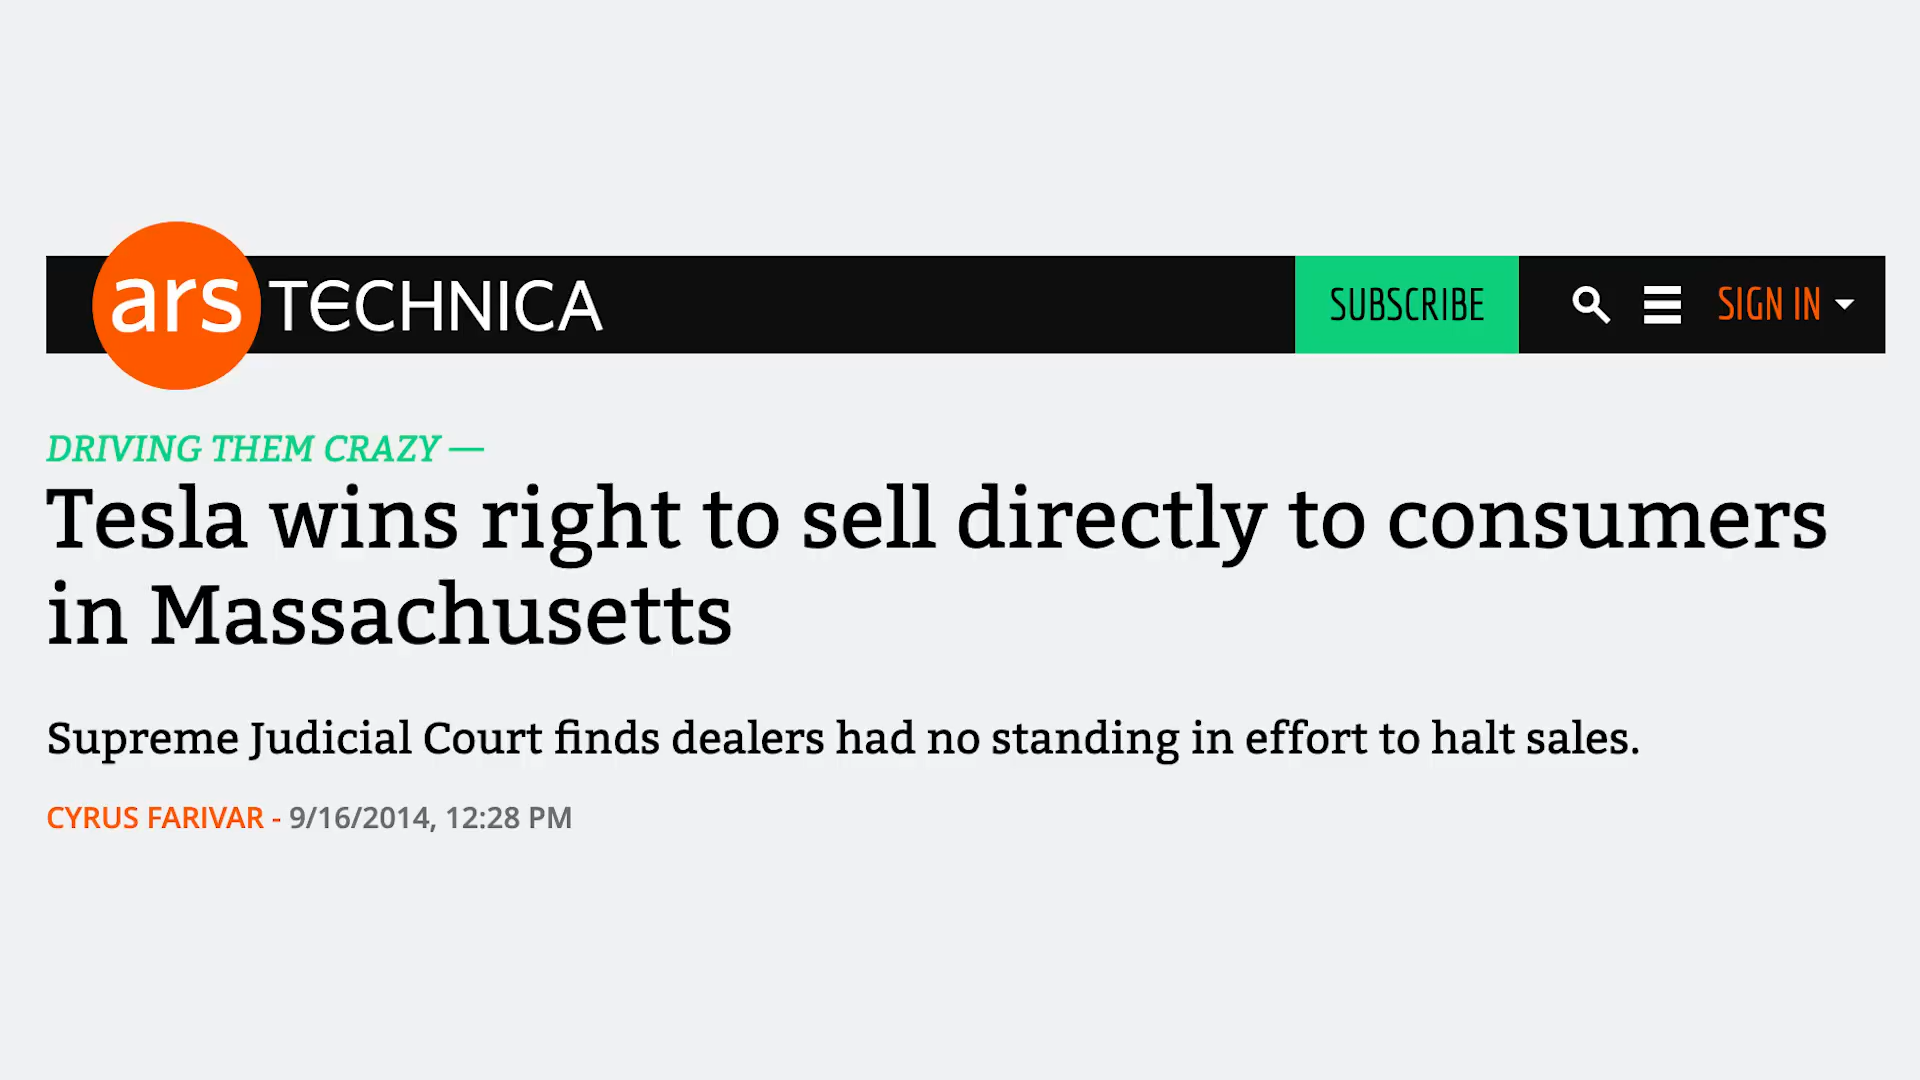 ars TECHNICA
SUBSCRIBE
SIGN IN
DRIVING THEM CRAZY —
Tesla wins right to sell directly to consumers
in Massachusetts
Supreme Judicial Court finds dealers had no standing in effort to halt sales.
CYRUS FARIVAR - 9/16/2014, 12:28 PM